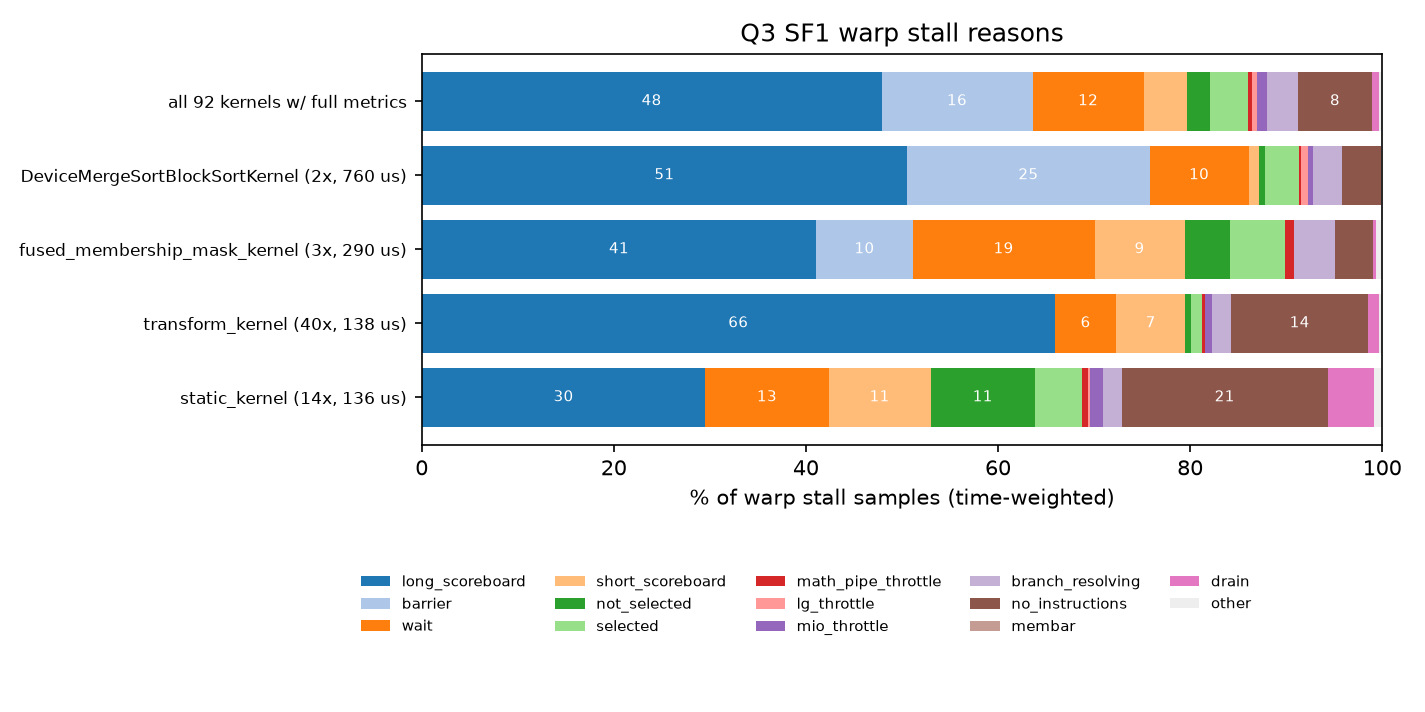 Q3 SF1 warp stall reasons
all 92 kernels w/ full metrics 48 16 12 8
DeviceMergeSortBlockSortKernel (2x, 760 us) 51 25 10
fused_membership_mask_kernel (3x, 290 us) 41 10 19 9
transform_kernel (40x, 138 us) 66 6 7 14
static_kernel (14x, 136 us) 30 13 11 11 21
0 20 40 60 80 100
% of warp stall samples (time-weighted)
long_scoreboard short_scoreboard math_pipe_throttle branch_resolving drain
barrier not_selected lg_throttle no_instructions other
wait selected mio_throttle membar